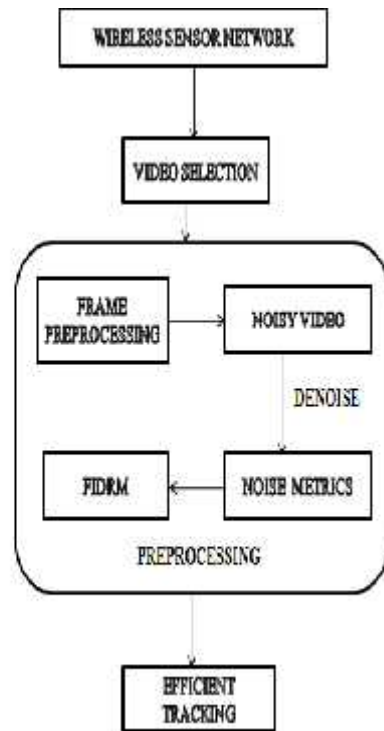 WIRELESS SENSOR NETWORK
VIDEO SELECTION
FRAME
PREPROCESSING
NOISY VIDEO
DENOISE
FIDRM
NOISE METRICS
PREPROCESSING
EFFICIENT
TRACKING